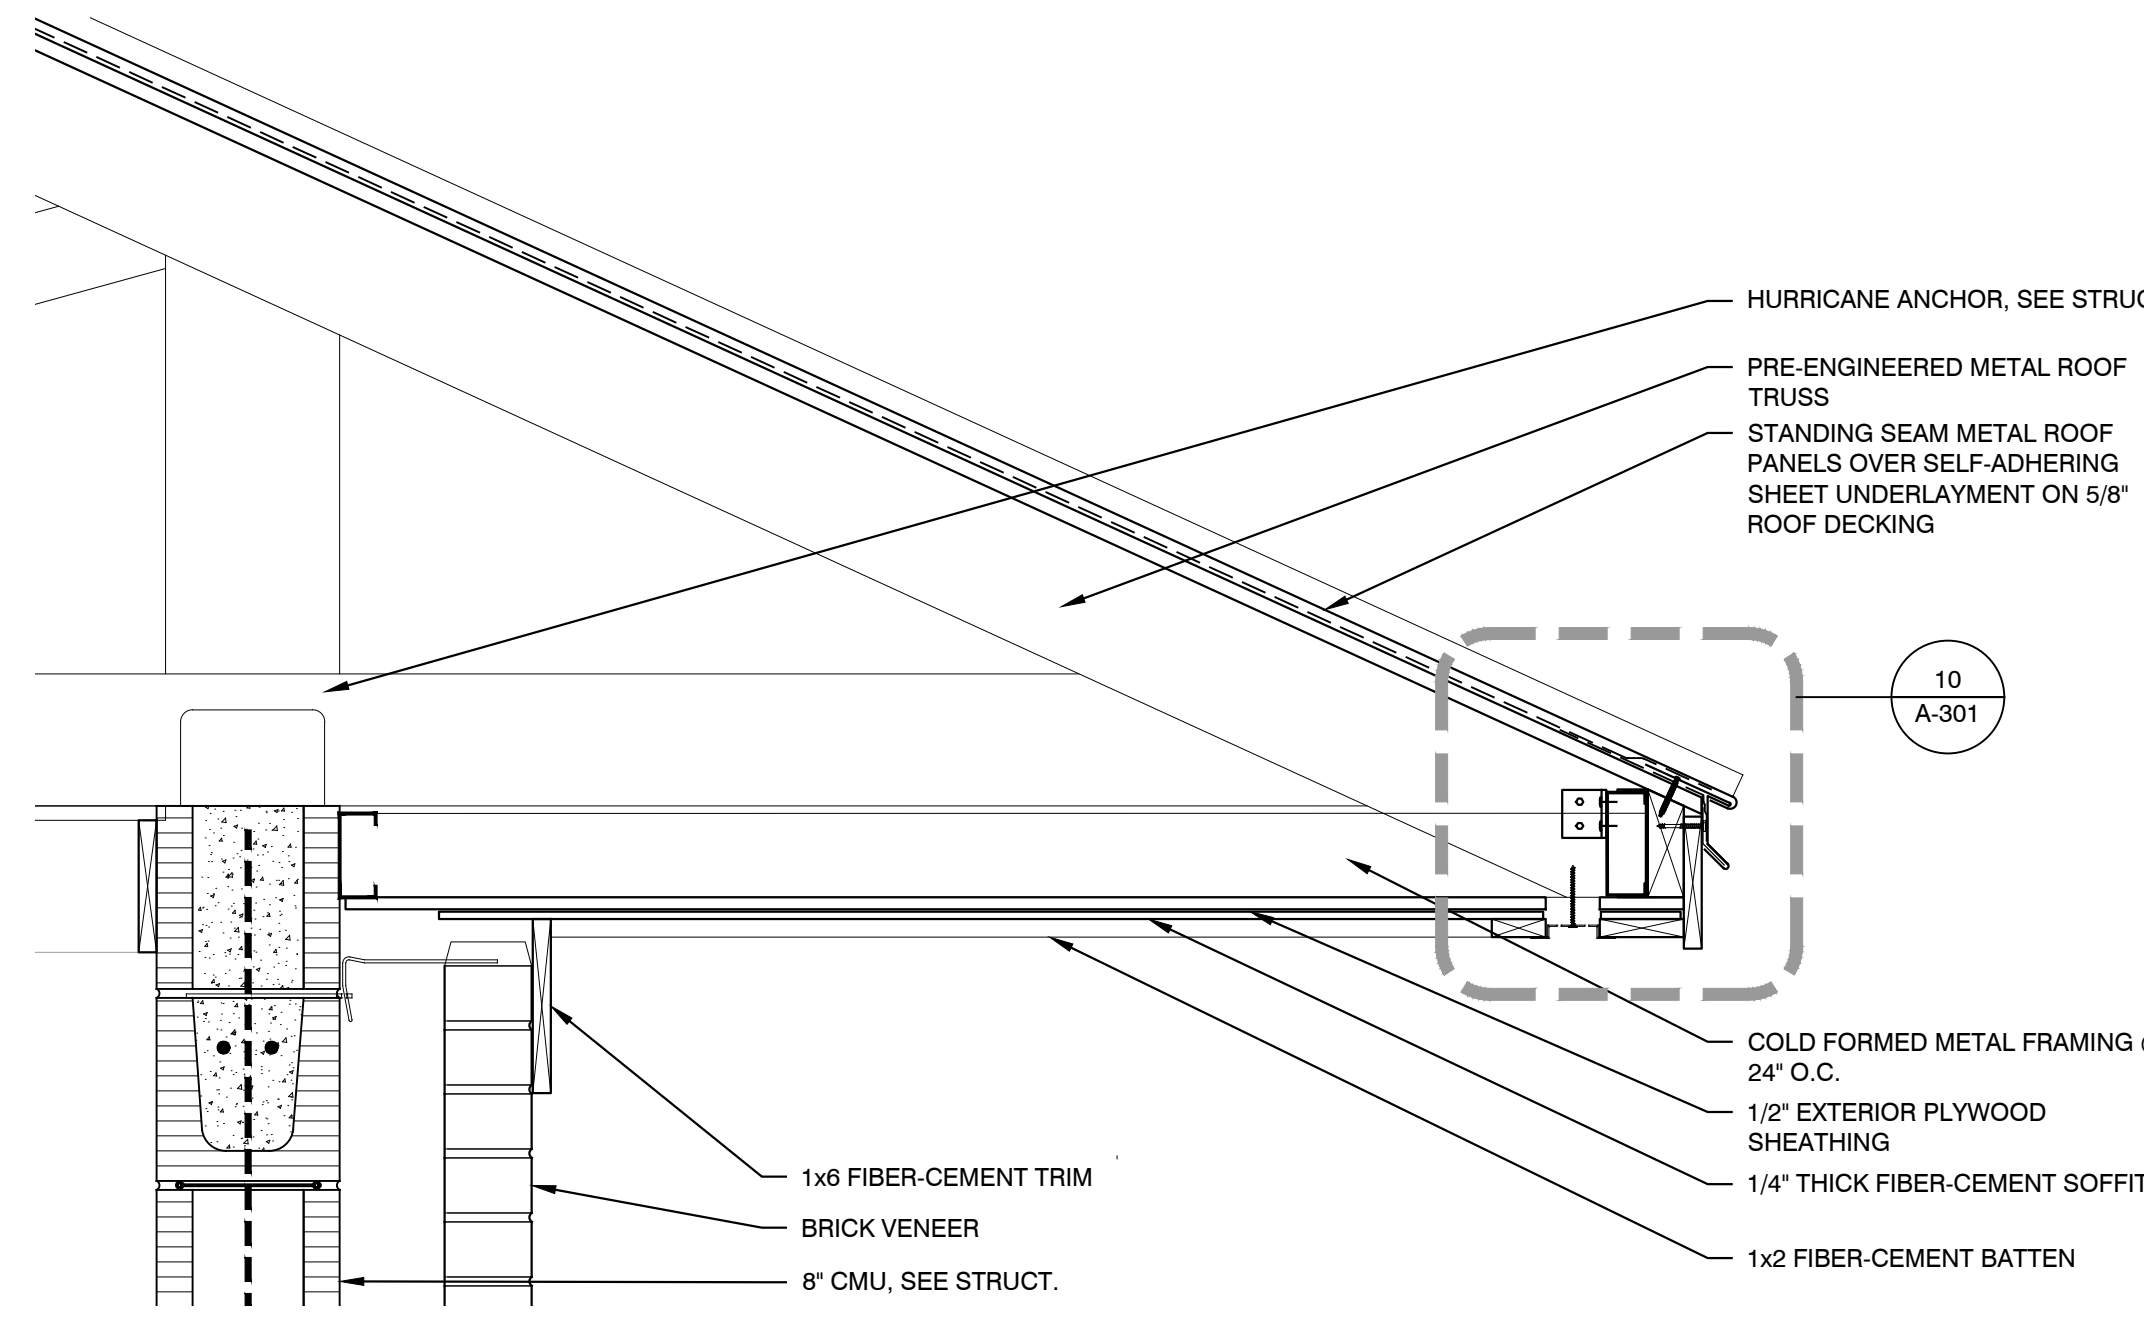 HURRICANE ANCHOR, SEE
PRE-ENGINEERED METAL ROOF
TRUSS
STANDING SEAM METAL ROOF
PANELS OVER SELF-ADHERING
SHEET UNDERLAYMENT ON 5/8"
ROOF DECKING
10
A-301
COLD FORMED METAL FRAMING
24" O.C.
1/2" EXTERIOR PLYWOOD
SHEATHING
1/4" THICK FIBER-CEMENT SOFFIT
1x2 FIBER-CEMENT BATTEN
1x6 FIBER-CEMENT TRIM
BRICK VENEER
8" CMU, SEE STRUCT.